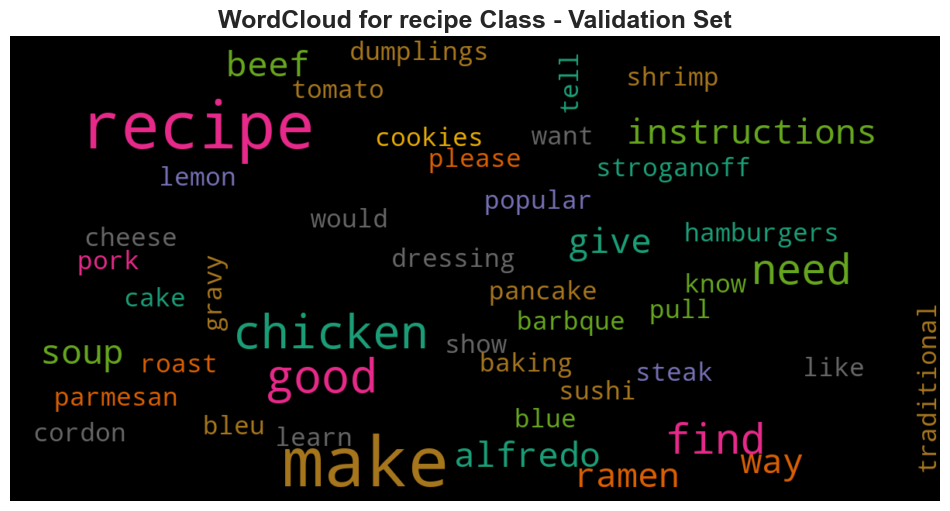 WordCloud for recipe Class - Validation Set
dumplings
beef
tell
shrimp
tomato
recipe
cookies
want
instructions
please
stroganoff
lemon
popular
would
cheese
give
hamburgers
pork
dressing
need
gravy
cake
pancake
know
pull
barbque
chicken
traditional
soup
show
roast
good
baking
steak
like
sushi
parmesan
blue
cordon
bleu
learn
find
make
alfredo
way
ramen